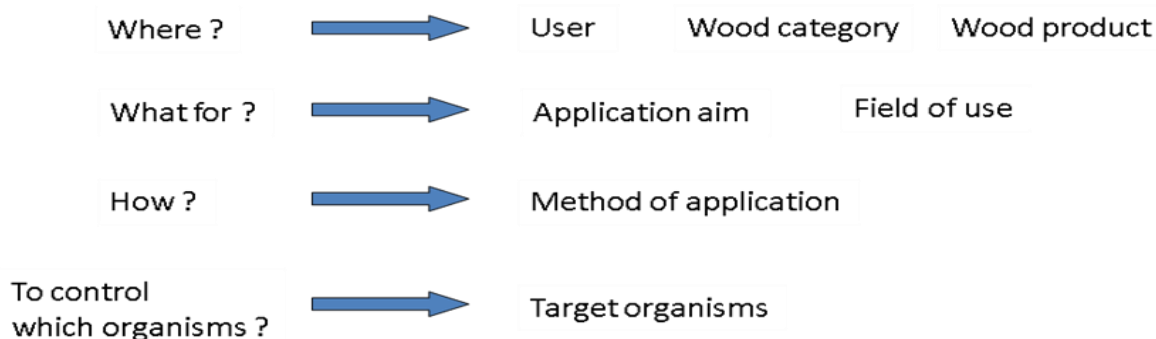 Where ? User Wood category Wood product
What for ? Application aim Field of use
How ? Method of application
To control
which organisms ? Target organisms